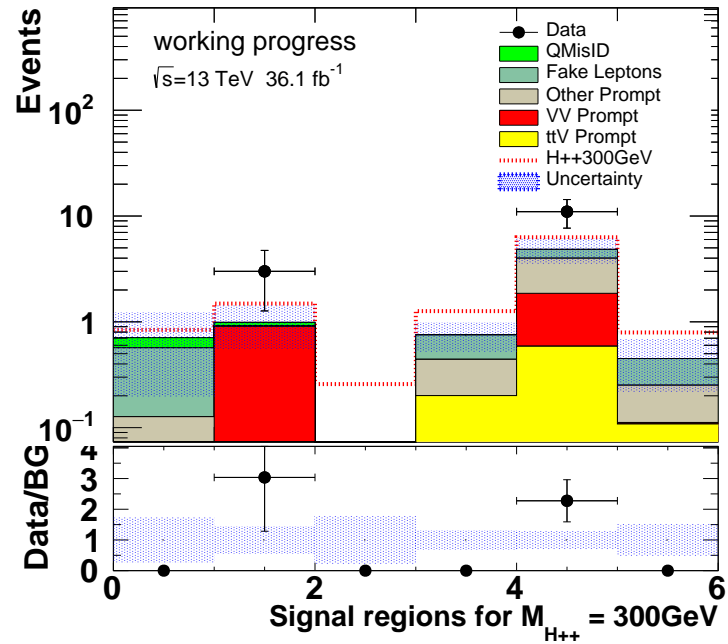 Events
working progress
√s=13 TeV 36.1 fb⁻¹
Data
QMisID
Fake Leptons
Other Prompt
VV Prompt
ttV Prompt
H++300GeV
Uncertainty
10²
10
1
10⁻¹
Data/BG
4
3
2
1
0
0 2 4 6
Signal regions for M_H++ = 300GeV